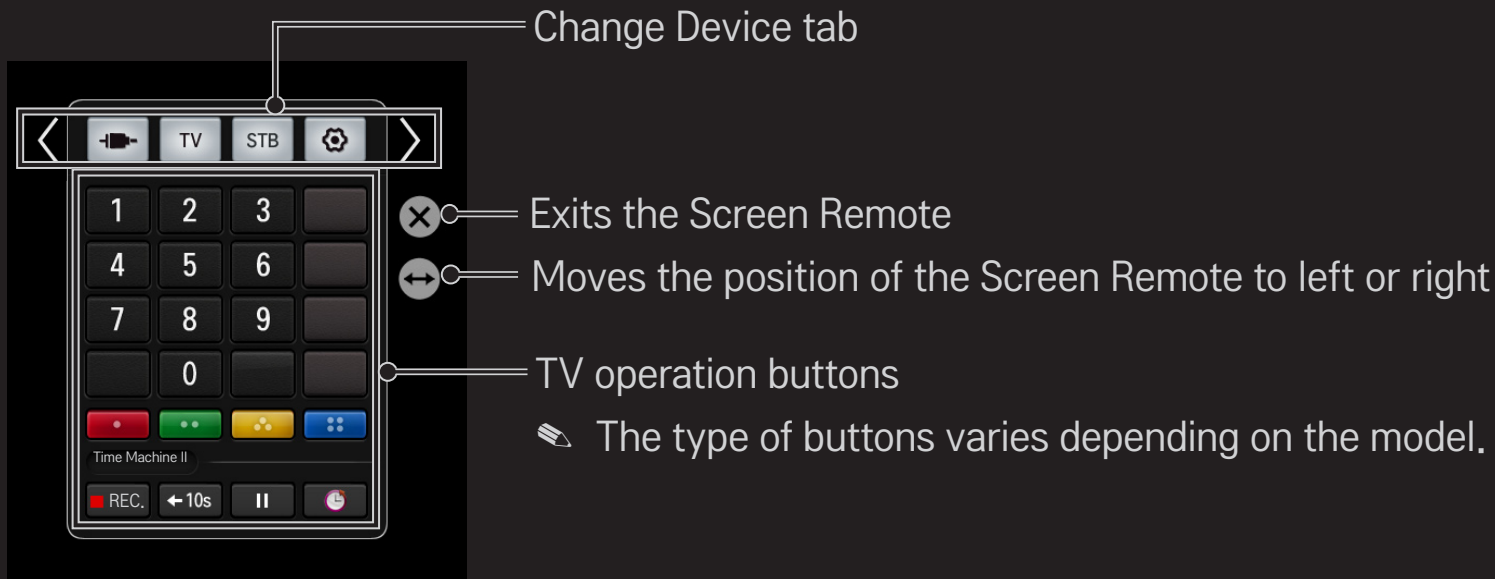 Change Device tab
TV STB
1 2 3
Exits the Screen Remote
4 5 6
Moves the position of the Screen Remote to left or right
7 8 9
0
TV operation buttons
The type of buttons varies depending on the model.
Time Machine II
REC. 10s